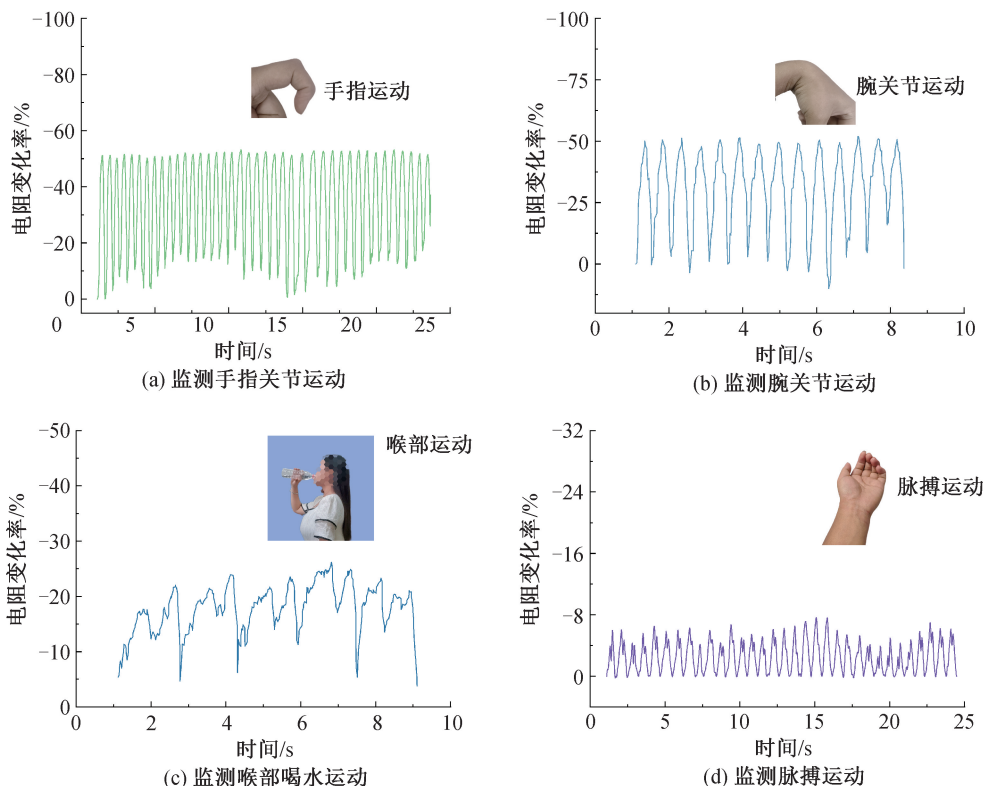 -100
-80
-60
-40
-20
0
电阻变化率/%
手指运动
0
5
10
15
20
25
时间/s
(a) 监测手指关节运动
-100
-75
-50
-25
0
电阻变化率/%
腕关节运动
0
2
4
6
8
10
时间/s
(b) 监测腕关节运动
-50
-40
-30
-20
-10
0
电阻变化率/%
喉部运动
0
2
4
6
8
10
时间/s
(c) 监测喉部喝水运动
-32
-24
-16
-8
0
电阻变化率/%
脉搏运动
0
5
10
15
20
25
时间/s
(d) 监测脉搏运动